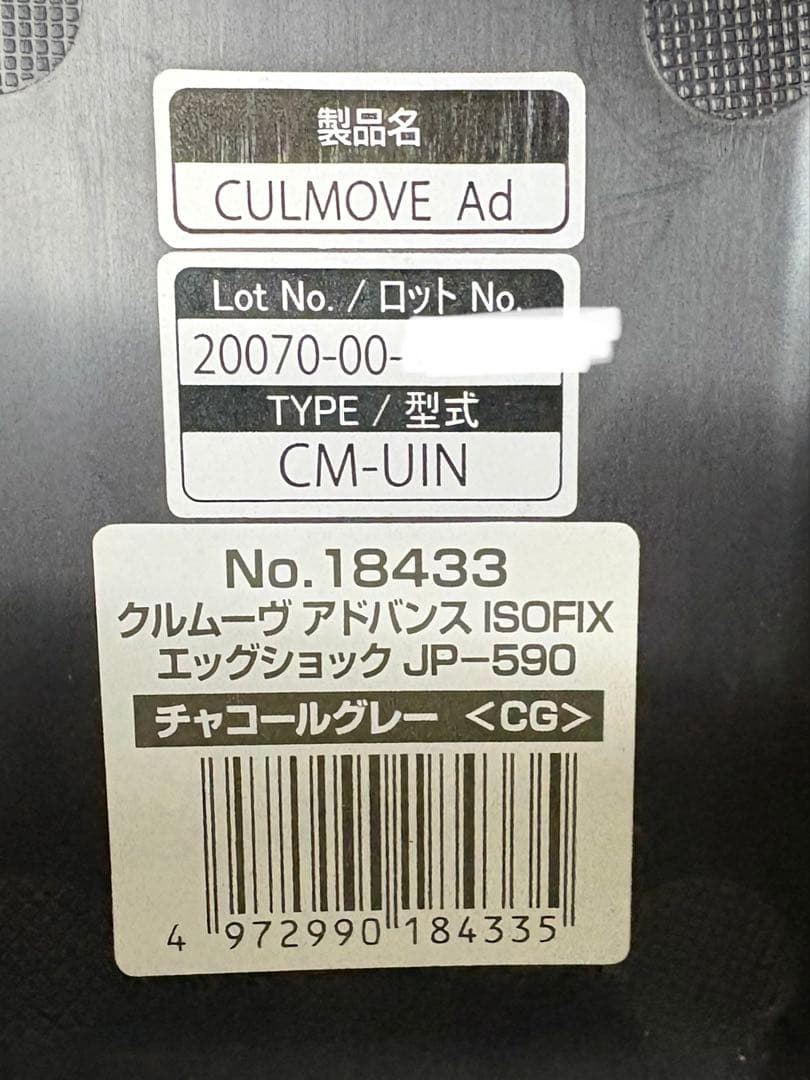 製品名
CULMOVE Ad
Lot No. / ロット No.
20070-00-
TYPE / 型式
CM-UIN
No.18433
クルムーヴ アドバンス ISOFIX
エッグショック JP-590
チャコールグレー <CG>
4 972990 184335